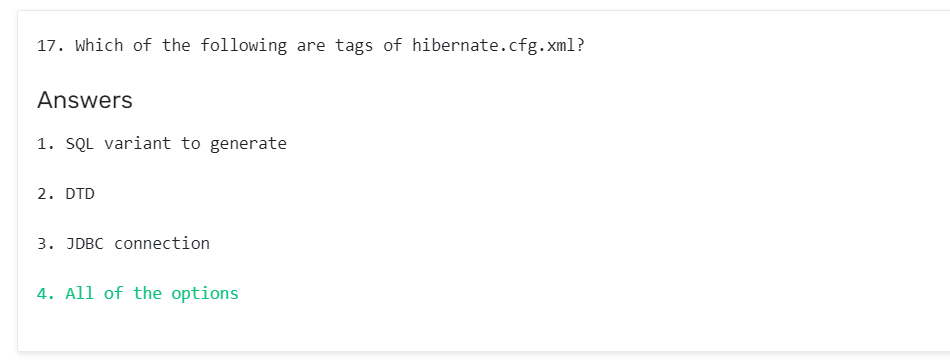 17. Which of the following are tags of hibernate.cfg.xml?
Answers
1. SQL variant to generate
2. DTD
3. JDBC connection
4. All of the options